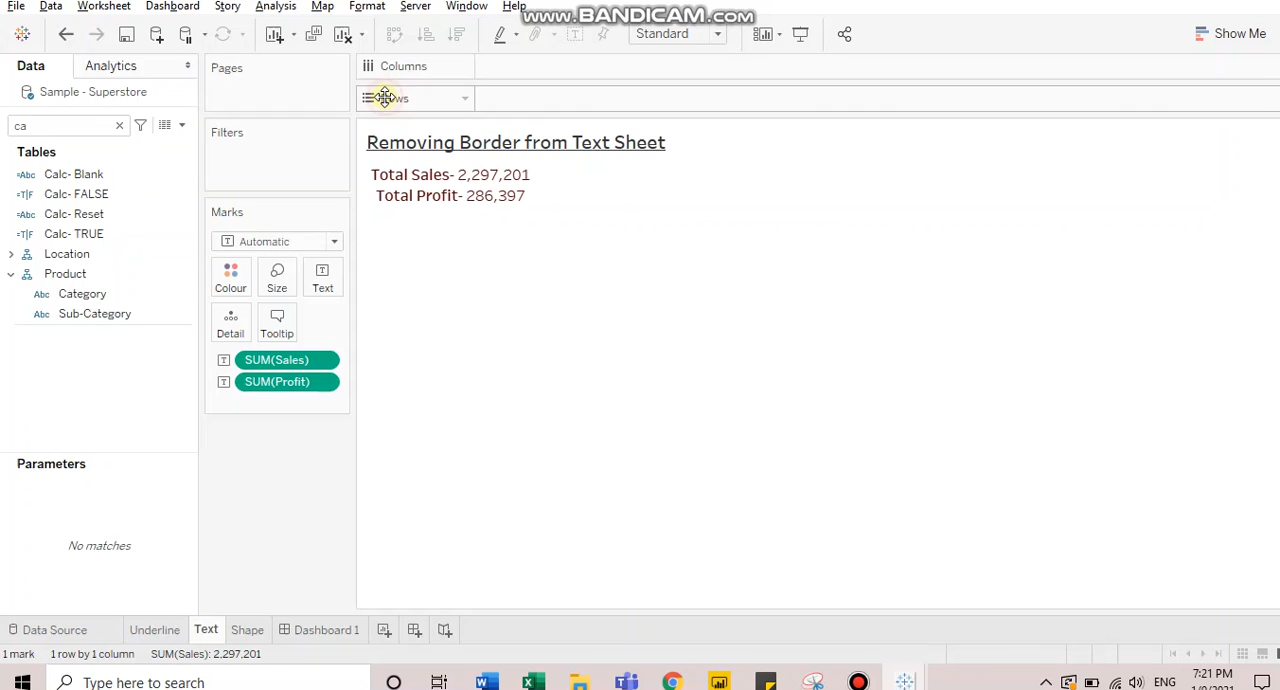 File Data Worksheet Dashboard Story Analysis Map Format Server Window Help
www.BANDICAM.com
Standard
Show Me
Data Analytics
Sample - Superstore
ca
Tables
Abc Calc- Blank
T|F Calc- FALSE
Abc Calc- Reset
T|F Calc- TRUE
Location
Product
Abc Category
Abc Sub-Category
Parameters
No matches
Pages
Filters
Marks
Automatic
Colour Size Text
Detail Tooltip
SUM(Sales)
SUM(Profit)
Columns
Removing Border from Text Sheet
Total Sales- 2,297,201
Total Profit- 286,397
Data Source Underline Text Shape Dashboard 1
1 mark 1 row by 1 column SUM(Sales): 2,297,201
Type here to search
ENG
7:21 PM